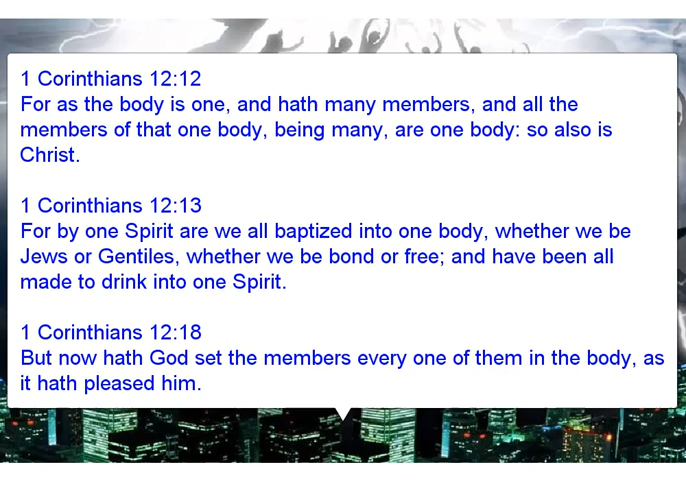 1 Corinthians 12:12
For as the body is one, and hath many members, and all the
members of that one body, being many, are one body: so also is
Christ.
1 Corinthians 12:13
For by one Spirit are we all baptized into one body, whether we be
Jews or Gentiles, whether we be bond or free; and have been all
made to drink into one Spirit.
1 Corinthians 12:18
But now hath God set the members every one of them in the body, as
it hath pleased him.